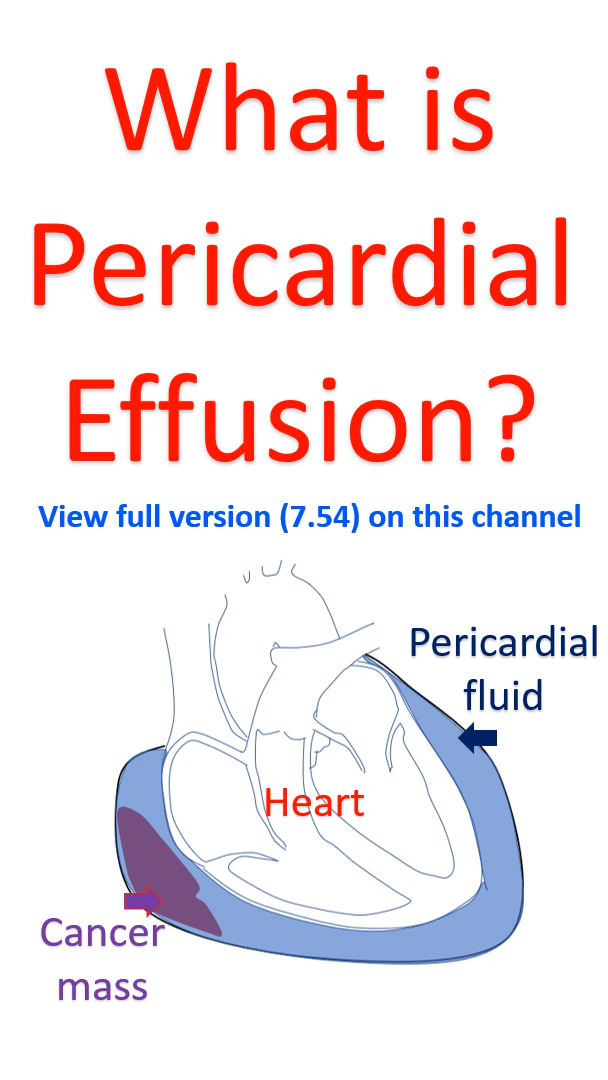 What is
Pericardial
Effusion?
View full version (7.54) on this channel
Pericardial
fluid
Heart
Cancer
mass